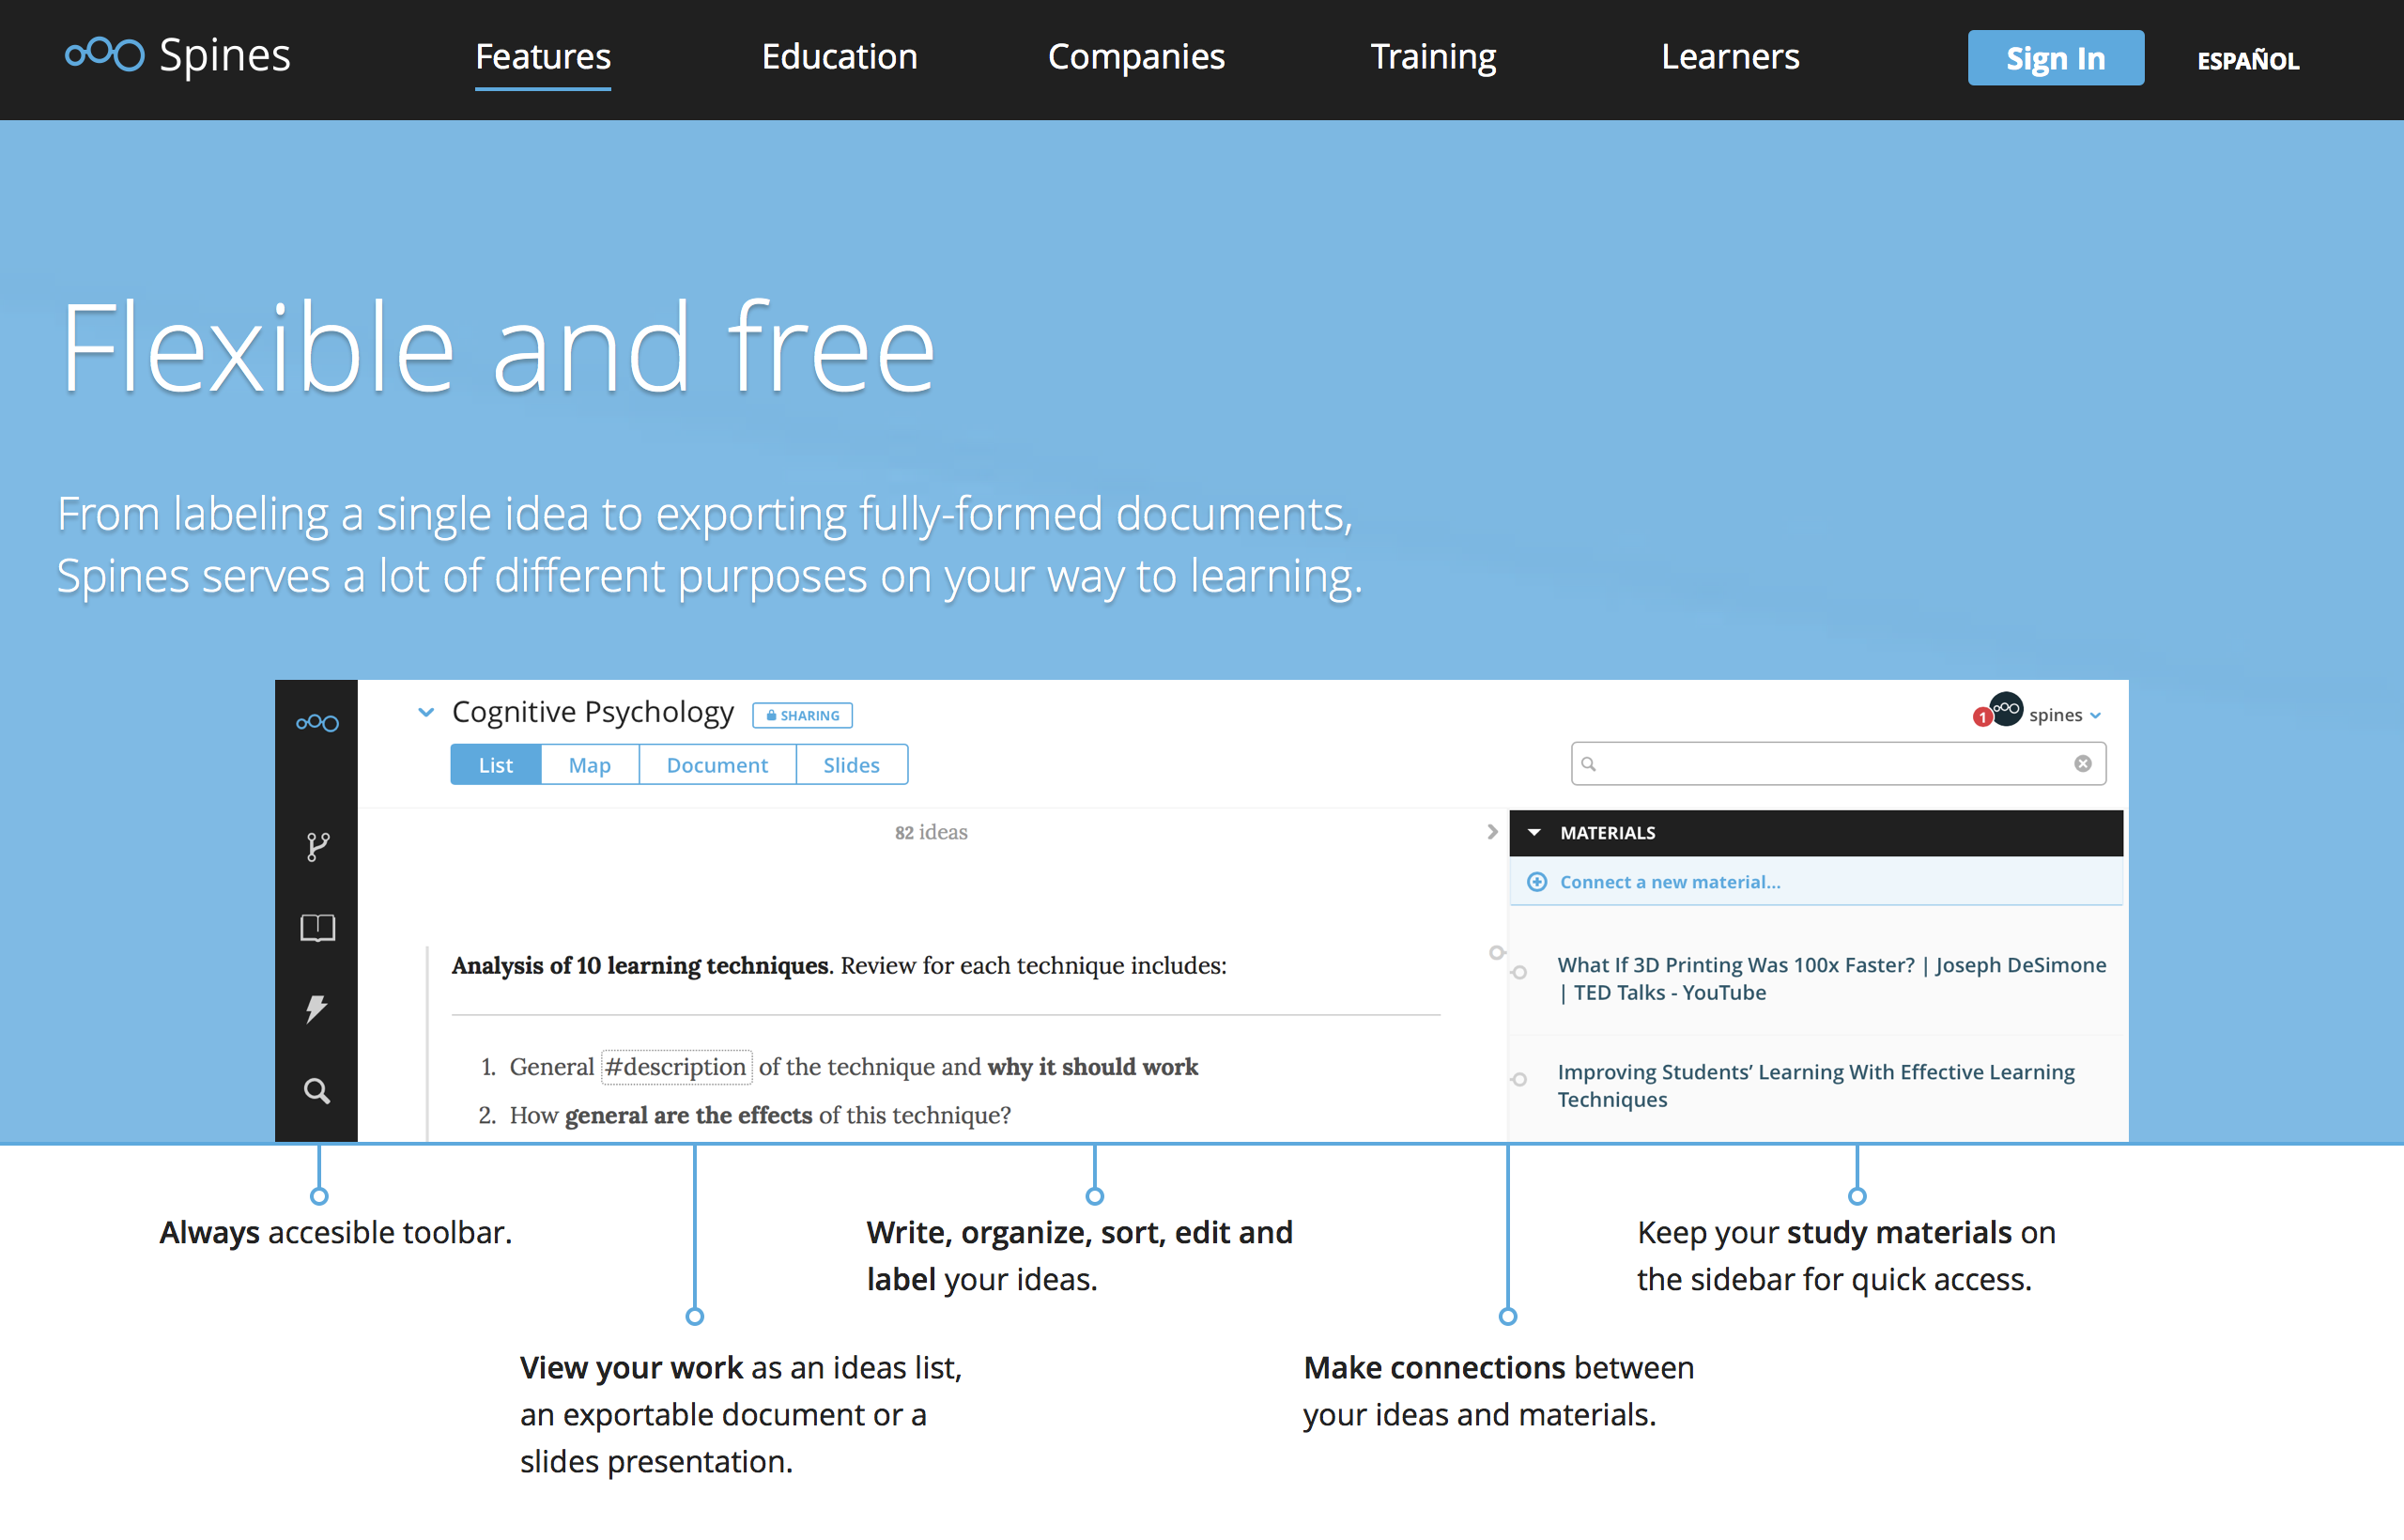 Spines
Features
Education
Companies
Training
Learners
Sign In
ESPAÑOL
Flexible and free
From labeling a single idea to exporting fully-formed documents,
Spines serves a lot of different purposes on your way to learning.
Cognitive Psychology
SHARING
1
spines
List
Map
Document
Slides
82 ideas
MATERIALS
Connect a new material...
Analysis of 10 learning techniques. Review for each technique includes:
What If 3D Printing Was 100x Faster? | Joseph DeSimone
| TED Talks - YouTube
1. General #description of the technique and why it should work
2. How general are the effects of this technique?
Improving Students’ Learning With Effective Learning
Techniques
Always accesible toolbar.
View your work as an ideas list,
an exportable document or a
slides presentation.
Write, organize, sort, edit and
label your ideas.
Make connections between
your ideas and materials.
Keep your study materials on
the sidebar for quick access.